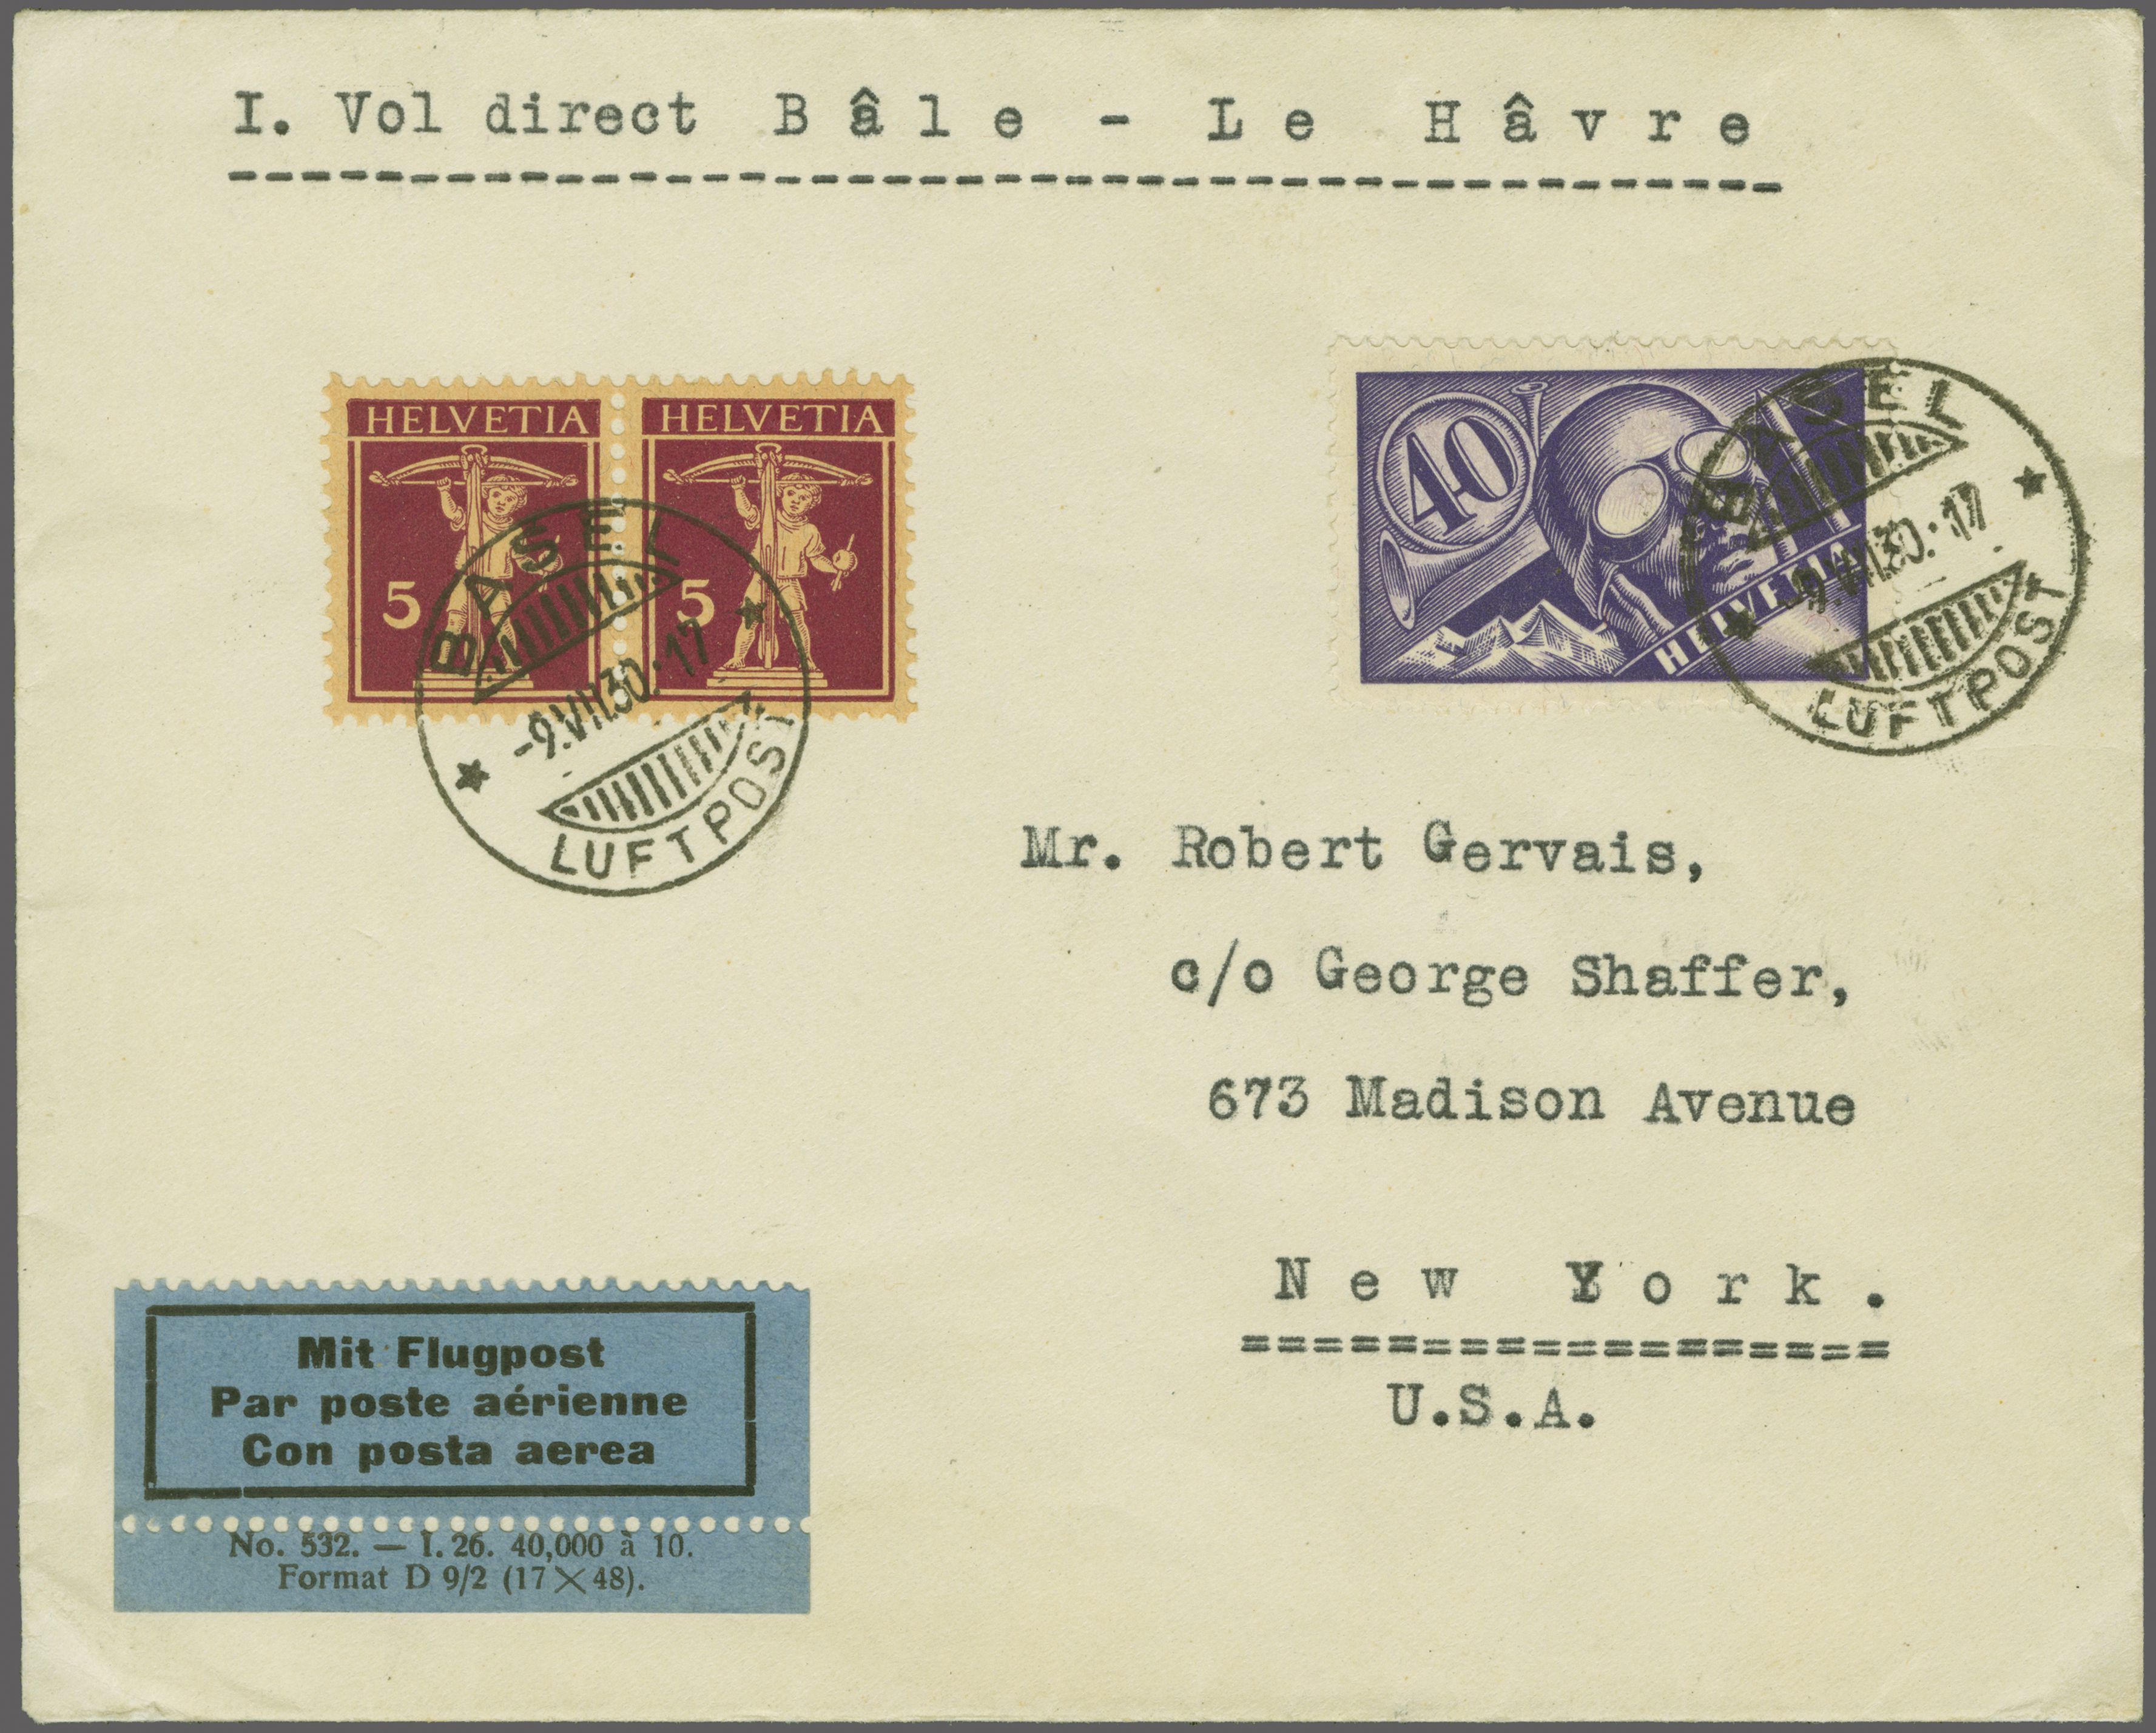 I. Vol direct Bâle - Le Hâvre
HELVETIA
5
HELVETIA
5
40
HELVETIA
BASEL
-9.VII.30.17
LUFTPOST
BASEL
-9.VII.30.17
LUFTPOST
Mr. Robert Gervais,
c/o George Shaffer,
673 Madison Avenue
New York.
U.S.A.
Mit Flugpost
Par poste aérienne
Con posta aerea
No. 532. — I. 26. 40,000 à 10.
Format D 9/2 (17×48).